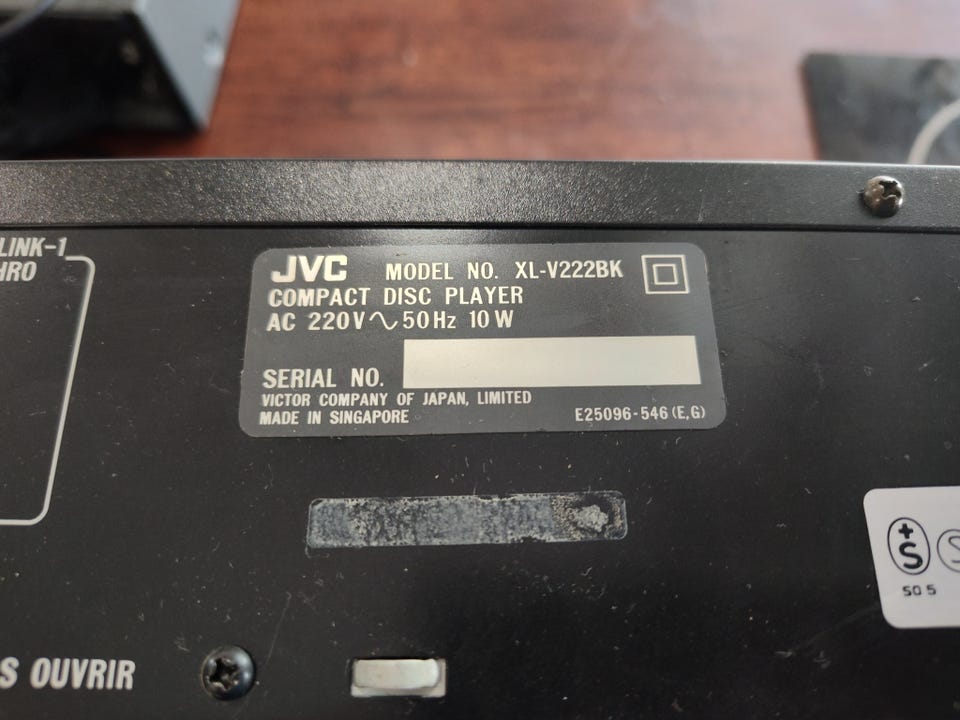 LINK-1
HRO
JVC MODEL NO. XL-V222BK
COMPACT DISC PLAYER
AC 220V∿50Hz 10W
SERIAL NO.
VICTOR COMPANY OF JAPAN, LIMITED
MADE IN SINGAPORE E25096-546(E,G)
+S S
SO 5
S OUVRIR